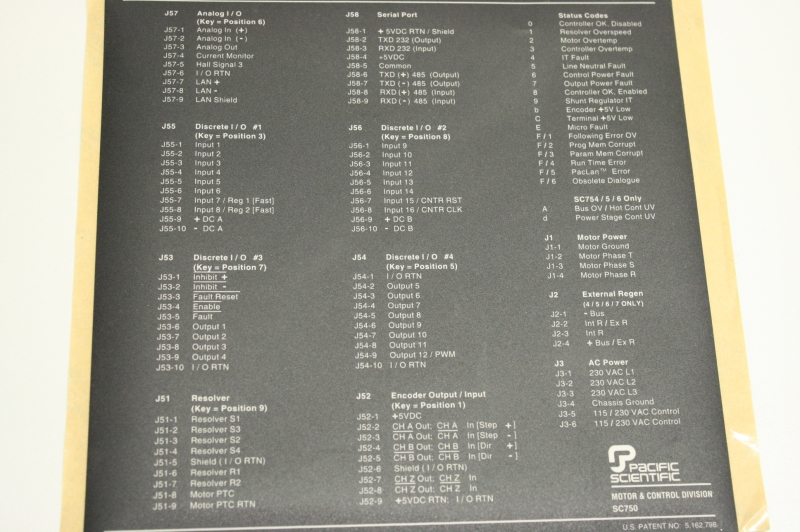 J57 Analog I / O
(Key = Position 6)
J57-1 Analog In (+)
J57-2 Analog In (-)
J57-3 Analog Out
J57-4 Current Monitor
J57-5 Hall Signal 3
J57-6 I / O RTN
J57-7 LAN +
J57-8 LAN -
J57-9 LAN Shield
J55 Discrete I / O #1
(Key = Position 3)
J55-1 Input 1
J55-2 Input 2
J55-3 Input 3
J55-4 Input 4
J55-5 Input 5
J55-6 Input 6
J55-7 Input 7 / Reg 1 [Fast]
J55-8 Input 8 / Reg 2 [Fast]
J55-9 + DC A
J55-10 - DC A
J53 Discrete I / O #3
(Key = Position 7)
J53-1 Inhibit +
J53-2 Inhibit -
J53-3 Fault Reset
J53-4 Enable
J53-5 Fault
J53-6 Output 1
J53-7 Output 2
J53-8 Output 3
J53-9 Output 4
J53-10 I / O RTN
J51 Resolver
(Key = Position 9)
J51-1 Resolver S1
J51-2 Resolver S3
J51-3 Resolver S2
J51-4 Resolver S4
J51-5 Shield ( I / O RTN)
J51-6 Resolver R1
J51-7 Resolver R2
J51-8 Motor PTC
J51-9 Motor PTC RTN
J58 Serial Port
J58-1 + 5VDC RTN / Shield
J58-2 TXD 232 (Output)
J58-3 RXD 232 (Input)
J58-4 +5VDC
J58-5 Common
J58-6 TXD (+) 485 (Output)
J58-7 TXD (-) 485 (Output)
J58-8 RXD (+) 485 (Input)
J58-9 RXD (-) 485 (Input)
J56 Discrete I / O #2
(Key = Position 8)
J56-1 Input 9
J56-2 Input 10
J56-3 Input 11
J56-4 Input 12
J56-5 Input 13
J56-6 Input 14
J56-7 Input 15 / CNTR RST
J56-8 Input 16 / CNTR CLK
J56-9 + DC B
J56-10 - DC B
J54 Discrete I / O #4
(Key = Position 5)
J54-1 I / O RTN
J54-2 Output 5
J54-3 Output 6
J54-4 Output 7
J54-5 Output 8
J54-6 Output 9
J54-7 Output 10
J54-8 Output 11
J54-9 Output 12 / PWM
J54-10 I / O RTN
J52 Encoder Output / Input
(Key = Position 1)
J52-1 +5VDC
J52-2 CH A Out; CH A In [Step +]
J52-3 CH A Out; CH A In [Step -]
J52-4 CH B Out; CH B In [Dir +]
J52-5 CH B Out; CH B In [Dir -]
J52-6 Shield ( I / O RTN)
J52-7 CH Z Out; CH Z In
J52-8 CH Z Out; CH Z In
J52-9 +5VDC RTN; I / O RTN
Status Codes
0 Controller OK, Disabled
1 Resolver Overspeed
2 Motor Overtemp
3 Controller Overtemp
4 IT Fault
5 Line Neutral Fault
6 Control Power Fault
7 Output Power Fault
8 Controller OK, Enabled
9 Shunt Regulator IT
b Encoder +5V Low
C Terminal +5V Low
E Micro Fault
F / 1 Following Error OV
F / 2 Prog Mem Corrupt
F / 3 Param Mem Corrupt
F / 4 Run Time Error
F / 5 PacLan™ Error
F / 6 Obsolete Dialogue
SC754 / 5 / 6 Only
A Bus OV / Hot Cont UV
d Power Stage Cont UV
J1 Motor Power
J1-1 Motor Ground
J1-2 Motor Phase T
J1-3 Motor Phase S
J1-4 Motor Phase R
J2 External Regen
(4 / 5 / 6 / 7 ONLY)
J2-1 - Bus
J2-2 Int R / Ex R
J2-3 Int R
J2-4 + Bus / Ex R
J3 AC Power
J3-1 230 VAC L1
J3-2 230 VAC L2
J3-3 230 VAC L3
J3-4 Chassis Ground
J3-5 115 / 230 VAC Control
J3-6 115 / 230 VAC Control
PACIFIC
SCIENTIFIC
MOTOR & CONTROL DIVISION
SC750
U.S. PATENT NO. 5,162,798